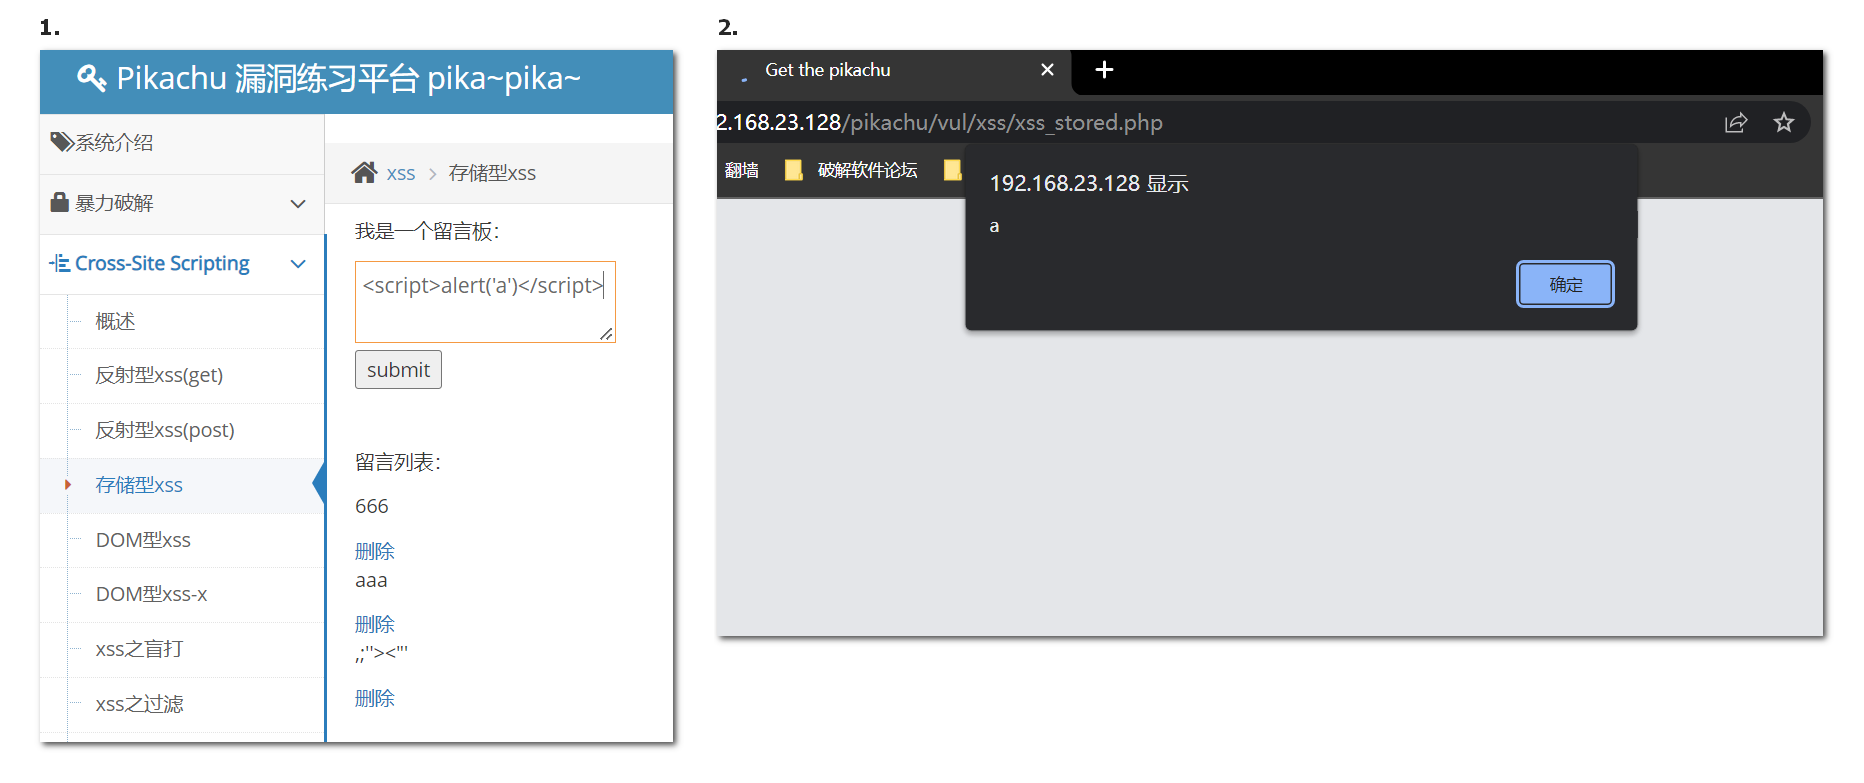 1.
Pikachu 漏洞练习平台 pika~pika~
系统介绍
暴力破解
Cross-Site Scripting
概述
反射型xss(get)
反射型xss(post)
存储型xss
DOM型xss
DOM型xss-x
xss之盲打
xss之过滤
xss > 存储型xss
我是一个留言板：
<script>alert('a')</script>
submit
留言列表：
666
删除
aaa
删除
,;"><"'
删除
2.
Get the pikachu
2.168.23.128/pikachu/vul/xss/xss_stored.php
翻墙 破解软件论坛
192.168.23.128 显示
a
确定